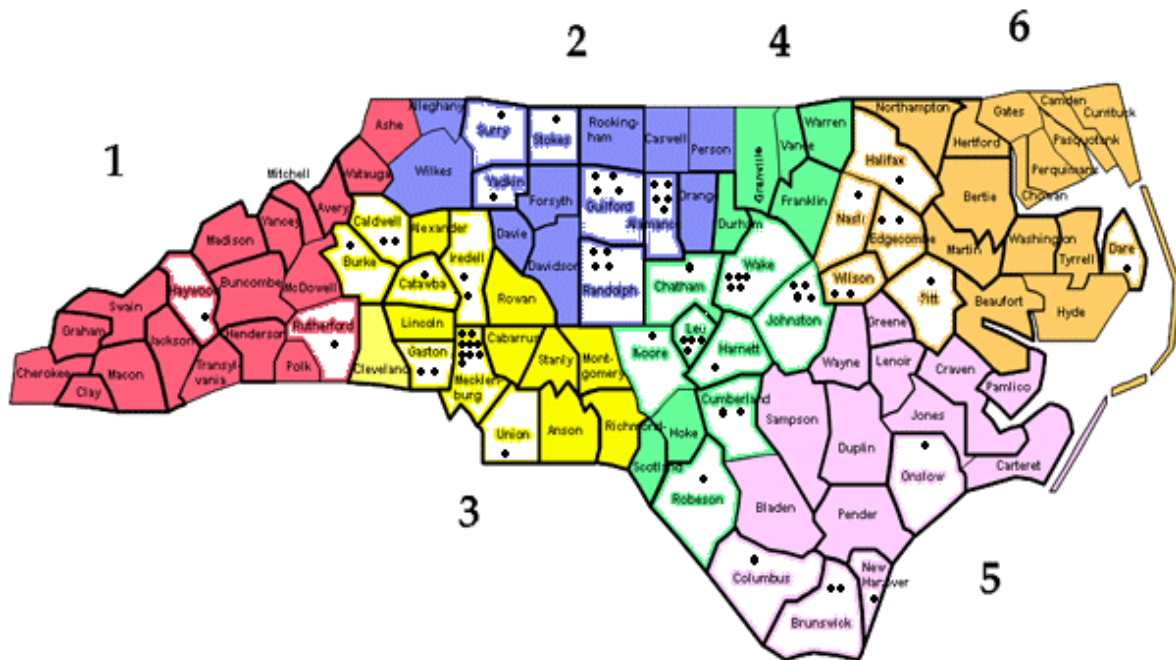 6
2
4
1
Alleghany
Ashe
Surry
Stokes
Rocking-
ham
Caswell
Person
Granville
Vance
Warren
Northampton
Gates
Camden
Currituck
Pasquotank
Perquimans
Chowan
Hertford
Halifax
Bertie
Mitchell
Watauga
Wilkes
Yadkin
Forsyth
Guilford
Alamance
Orange
Durham
Franklin
Nash
Edgecombe
Martin
Washington
Tyrrell
Dare
Avery
Yancey
Madison
Caldwell
Alexander
Iredell
Davie
Davidson
Randolph
Chatham
Wake
Wilson
Pitt
Beaufort
Hyde
Burke
Catawba
Rowan
Buncombe
McDowell
Haywood
Swain
Graham
Rutherford
Lincoln
Johnston
Lee
Greene
Cherokee
Clay
Macon
Jackson
Transyl-
vania
Henderson
Polk
Cleveland
Gaston
Mecklen-
burg
Cabarrus
Stanly
Mont-
gomery
Moore
Harnett
Wayne
Lenoir
Craven
Pamlico
Union
Anson
Richmond
Scotland
Hoke
Cumberland
Sampson
Duplin
Jones
Onslow
Carteret
Robeson
Bladen
Pender
3
5
Columbus
Brunswick
New
Hanover